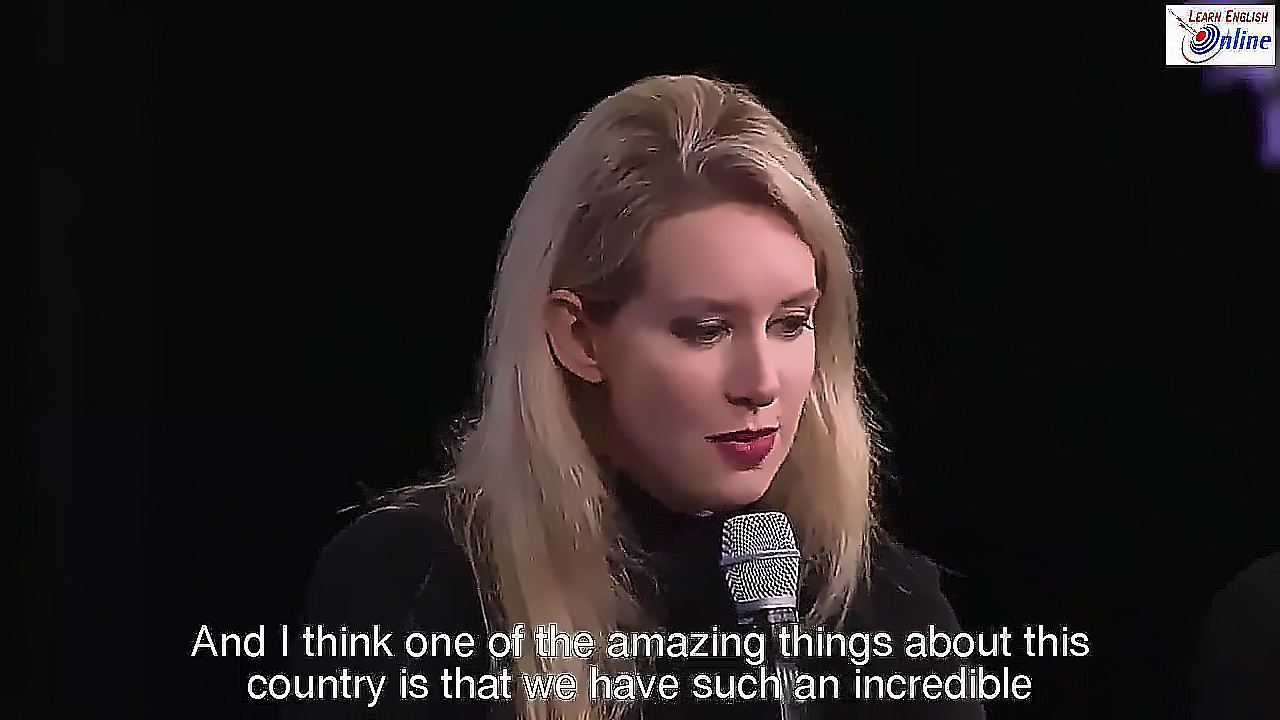 LEARN ENGLISH
Online
And I think one of the amazing things about this
country is that we have such an incredible